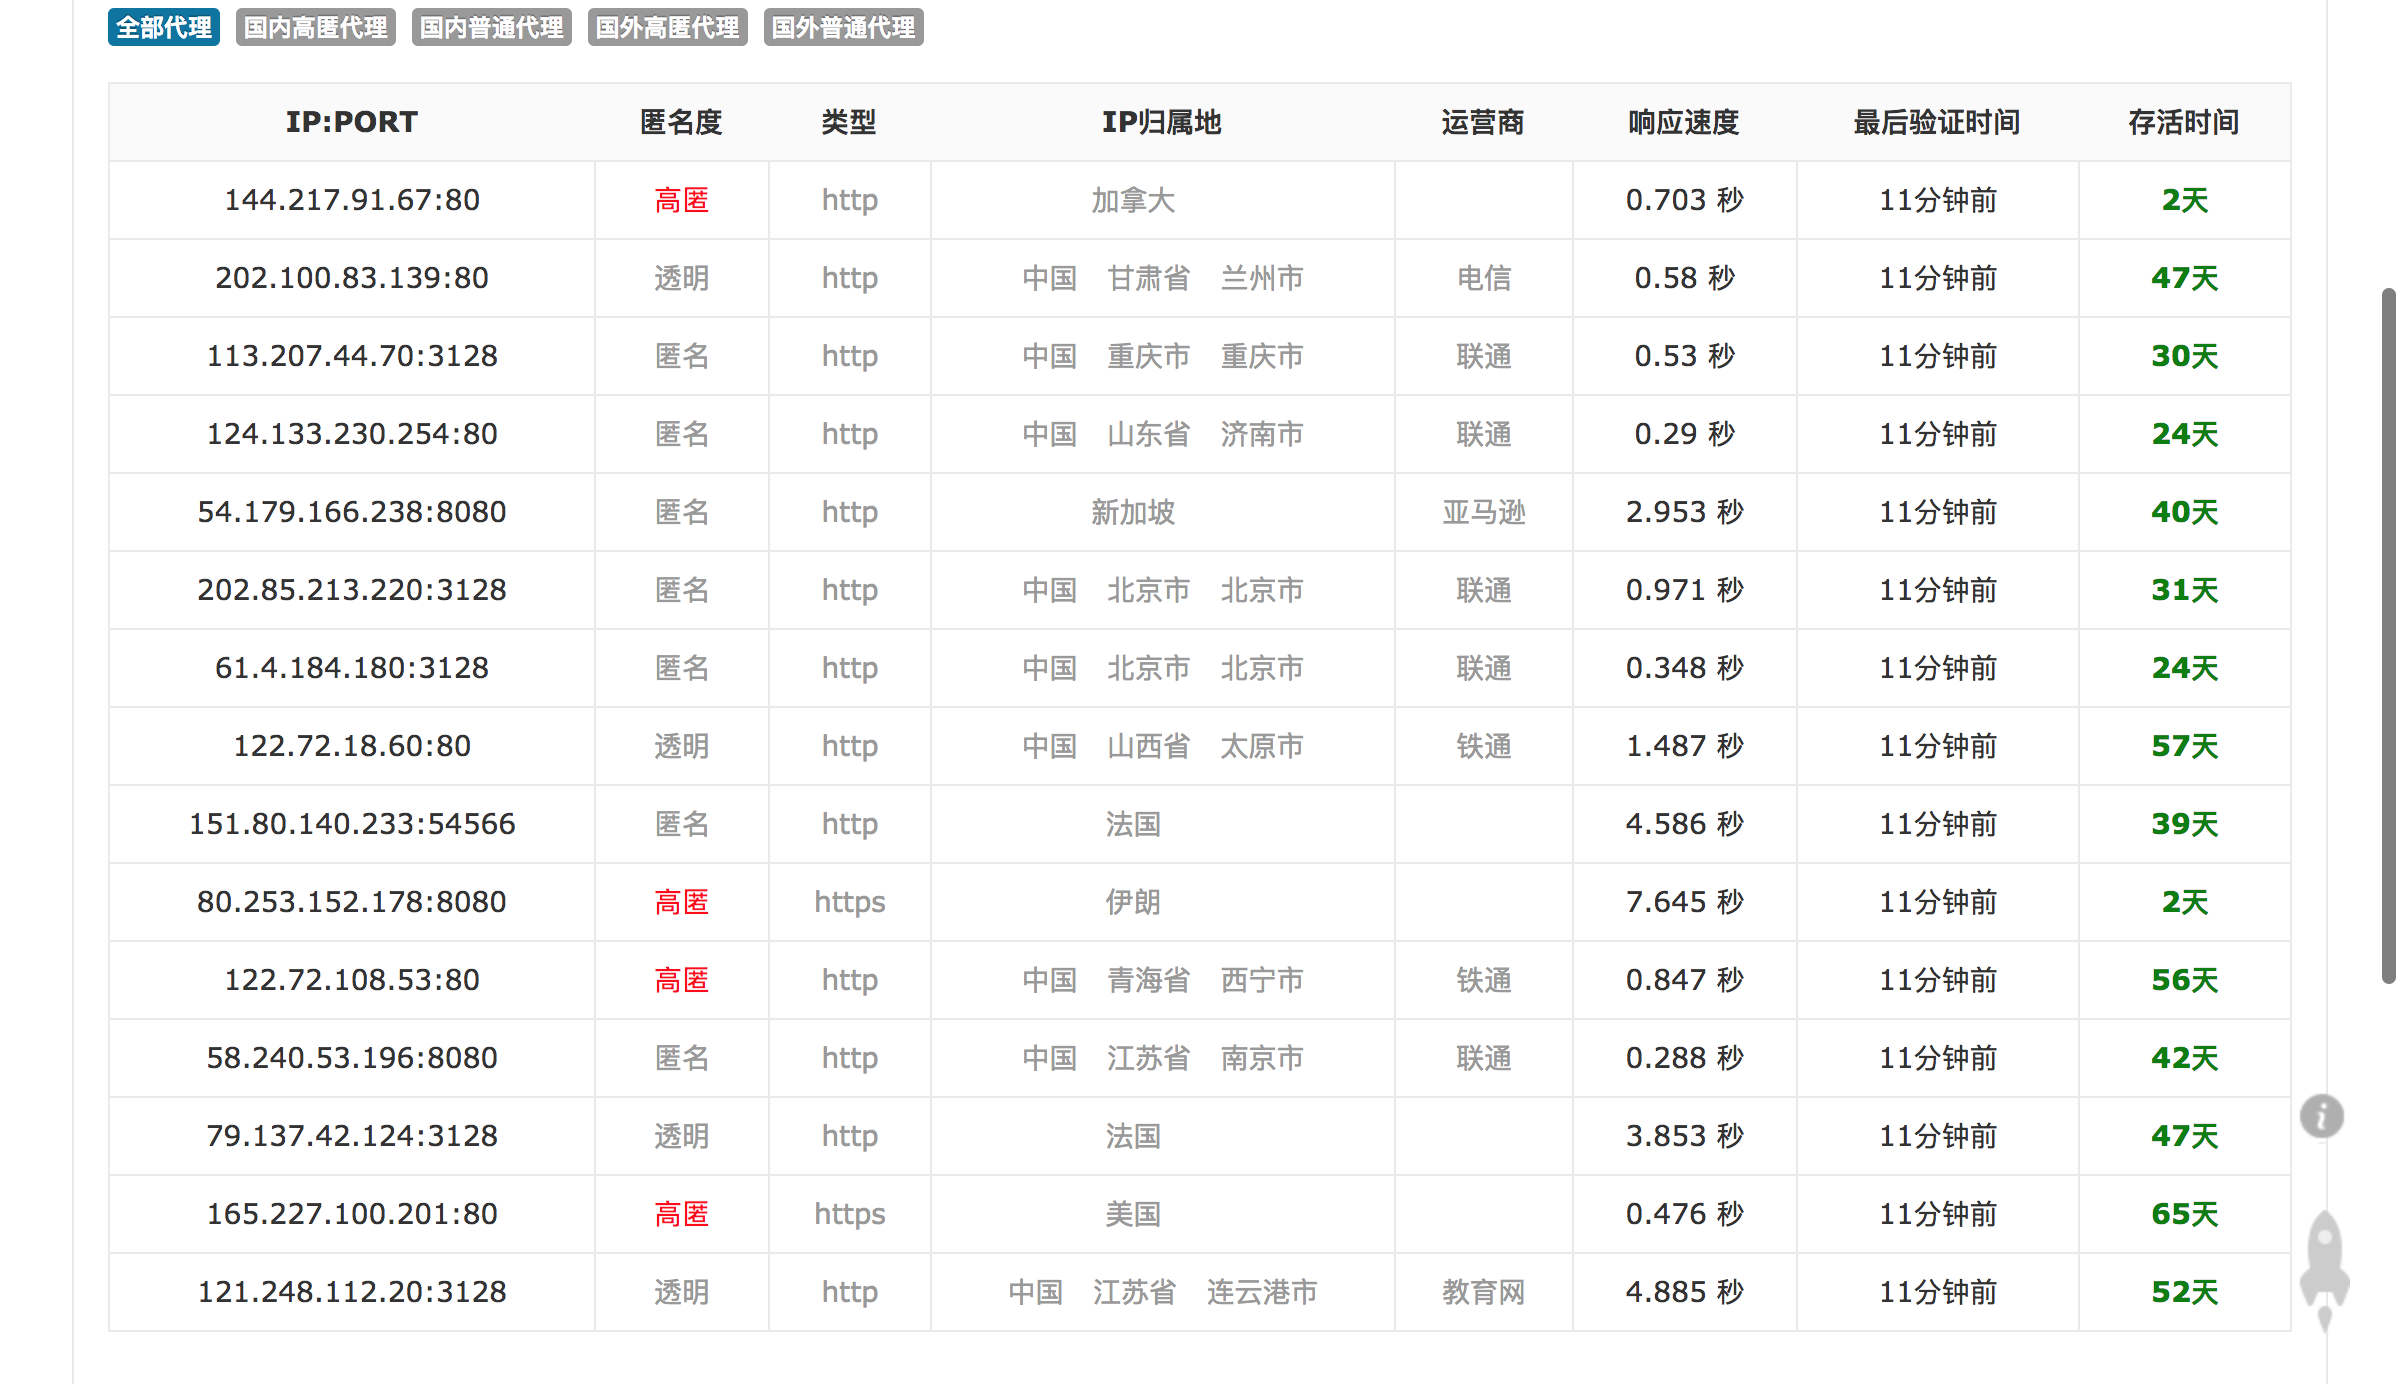 全部代理 国内高匿代理 国内普通代理 国外高匿代理 国外普通代理
IP:PORT 匿名度 类型 IP归属地 运营商 响应速度 最后验证时间 存活时间
144.217.91.67:80 高匿 http 加拿大 0.703 秒 11分钟前 2天
202.100.83.139:80 透明 http 中国 甘肃省 兰州市 电信 0.58 秒 11分钟前 47天
113.207.44.70:3128 匿名 http 中国 重庆市 重庆市 联通 0.53 秒 11分钟前 30天
124.133.230.254:80 匿名 http 中国 山东省 济南市 联通 0.29 秒 11分钟前 24天
54.179.166.238:8080 匿名 http 新加坡 亚马逊 2.953 秒 11分钟前 40天
202.85.213.220:3128 匿名 http 中国 北京市 北京市 联通 0.971 秒 11分钟前 31天
61.4.184.180:3128 匿名 http 中国 北京市 北京市 联通 0.348 秒 11分钟前 24天
122.72.18.60:80 透明 http 中国 山西省 太原市 铁通 1.487 秒 11分钟前 57天
151.80.140.233:54566 匿名 http 法国 4.586 秒 11分钟前 39天
80.253.152.178:8080 高匿 https 伊朗 7.645 秒 11分钟前 2天
122.72.108.53:80 高匿 http 中国 青海省 西宁市 铁通 0.847 秒 11分钟前 56天
58.240.53.196:8080 匿名 http 中国 江苏省 南京市 联通 0.288 秒 11分钟前 42天
79.137.42.124:3128 透明 http 法国 3.853 秒 11分钟前 47天
165.227.100.201:80 高匿 https 美国 0.476 秒 11分钟前 65天
121.248.112.20:3128 透明 http 中国 江苏省 连云港市 教育网 4.885 秒 11分钟前 52天